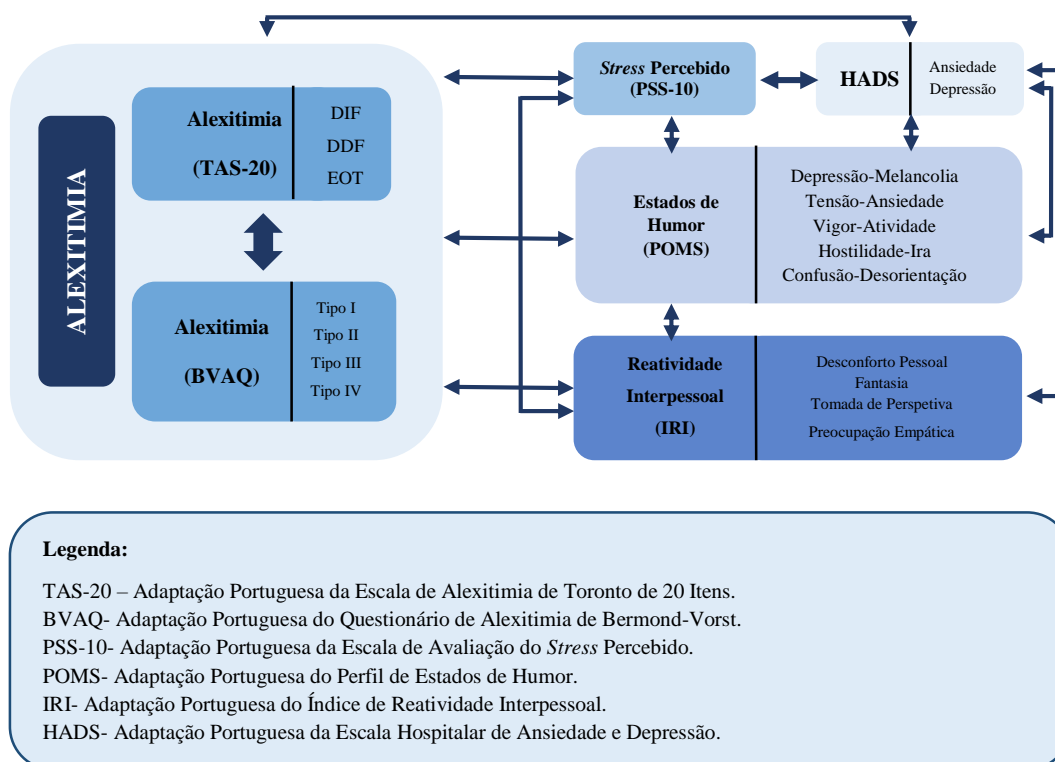 ALEXITIMIA
Alexitimia
(TAS-20)
DIF
DDF
EOT
Alexitimia
(BVAQ)
Tipo I
Tipo II
Tipo III
Tipo IV
Stress Percebido
(PSS-10)
HADS
Ansiedade
Depressão
Estados de
Humor
(POMS)
Depressão-Melancolia
Tensão-Ansiedade
Vigor-Atividade
Hostilidade-Ira
Confusão-Desorientação
Reatividade
Interpessoal
(IRI)
Desconforto Pessoal
Fantasia
Tomada de Perspetiva
Preocupação Empática
Legenda:
TAS-20 – Adaptação Portuguesa da Escala de Alexitimia de Toronto de 20 Itens.
BVAQ- Adaptação Portuguesa do Questionário de Alexitimia de Bermond-Vorst.
PSS-10- Adaptação Portuguesa da Escala de Avaliação do Stress Percebido.
POMS- Adaptação Portuguesa do Perfil de Estados de Humor.
IRI- Adaptação Portuguesa do Índice de Reatividade Interpessoal.
HADS- Adaptação Portuguesa da Escala Hospitalar de Ansiedade e Depressão.